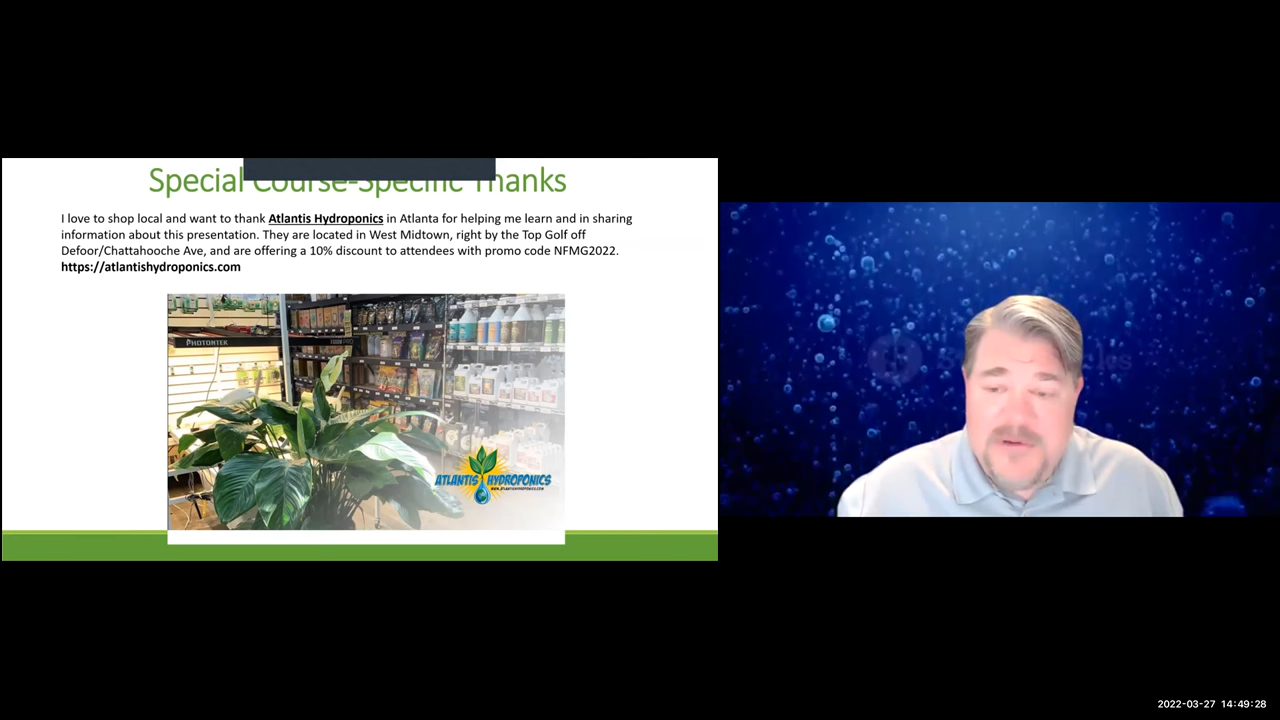 Special Course-Specific Thanks
I love to shop local and want to thank Atlantis Hydroponics in Atlanta for helping me learn and in sharing
information about this presentation. They are located in West Midtown, right by the Top Golf off
Defoor/Chattahooche Ave, and are offering a 10% discount to attendees with promo code NFMG2022.
https://atlantishydroponics.com
PHOTONTEK
ATLANTIS HYDROPONICS
WWW.ATLANTISHYDROPONICS.COM
2022-03-27 14:49:28